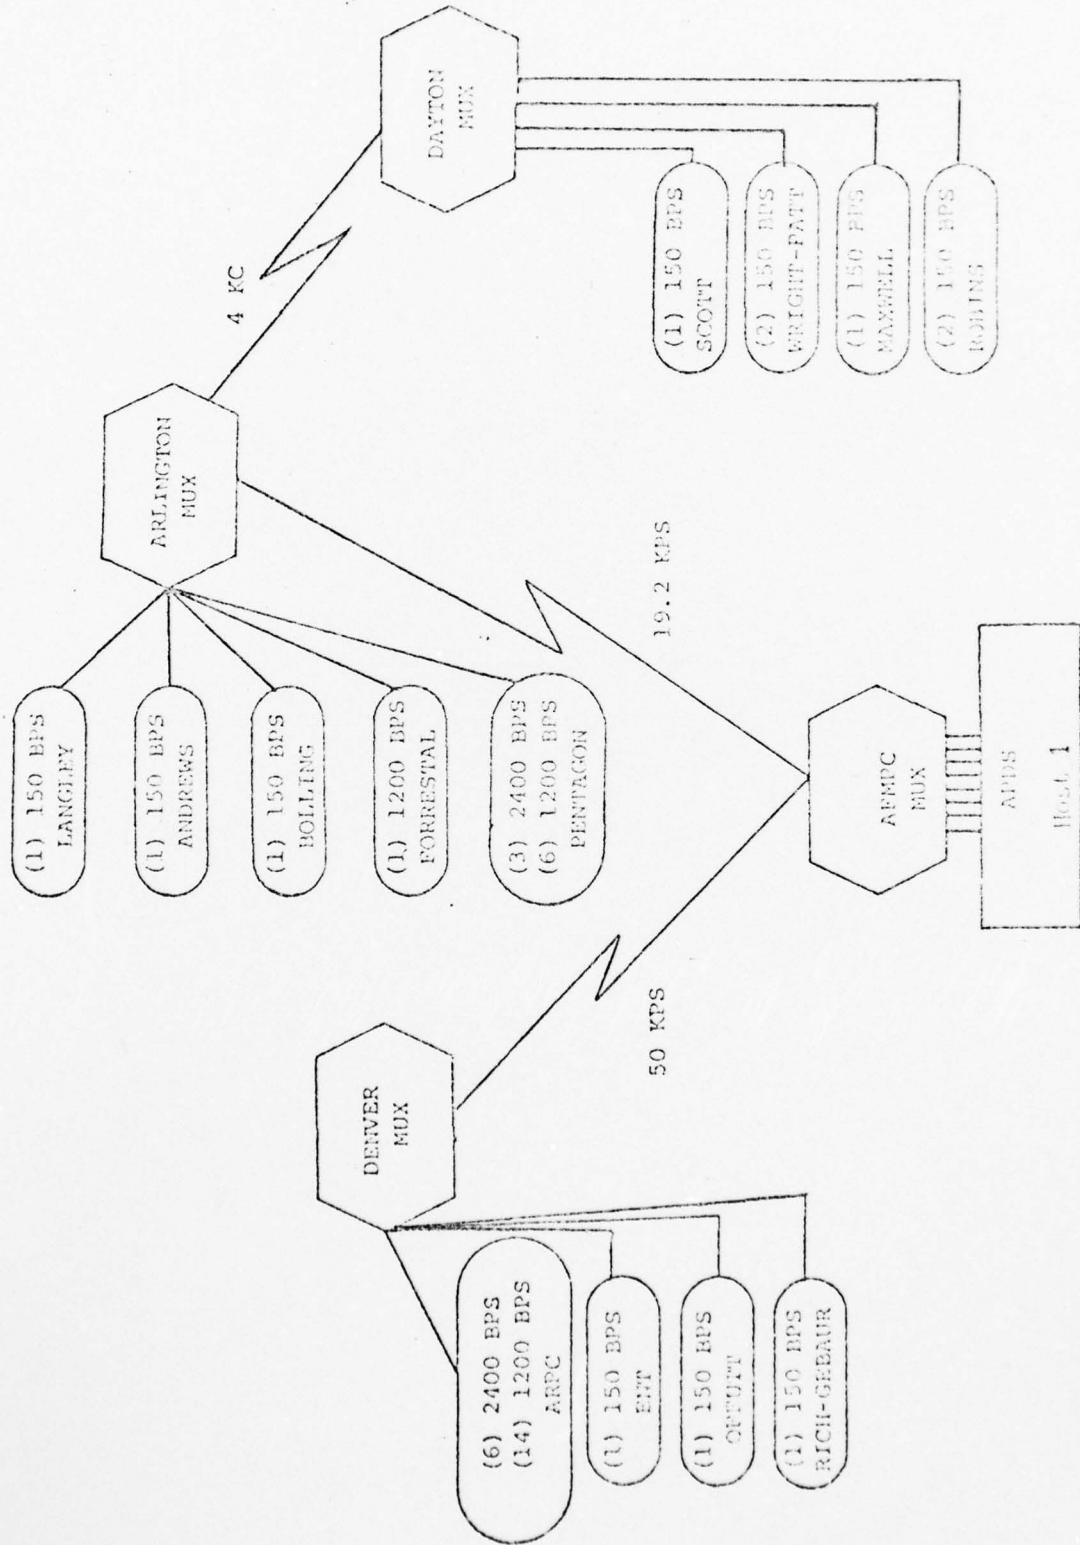 (1) 150 BPS
LANGLEY
(1) 150 BPS
ANDREWS
(1) 150 BPS
BOLLING
(1) 1200 BPS
FORRESTAL
(3) 2400 BPS
(6) 1200 BPS
PENTAGON
ARLINGTON
MUX
4 KC
DAYTON
MUX
(1) 150 BPS
SCOTT
(2) 150 BPS
WRIGHT-PATT
(1) 150 BPS
MAXWELL
(2) 150 BPS
ROBINS
DENVER
MUX
(6) 2400 BPS
(14) 1200 BPS
ARPC
(1) 150 BPS
ENT
(1) 150 BPS
OFFUTT
(1) 150 BPS
RICH-GEBAUR
50 KPS
19.2 KPS
AFMPC
MUX
Host 1